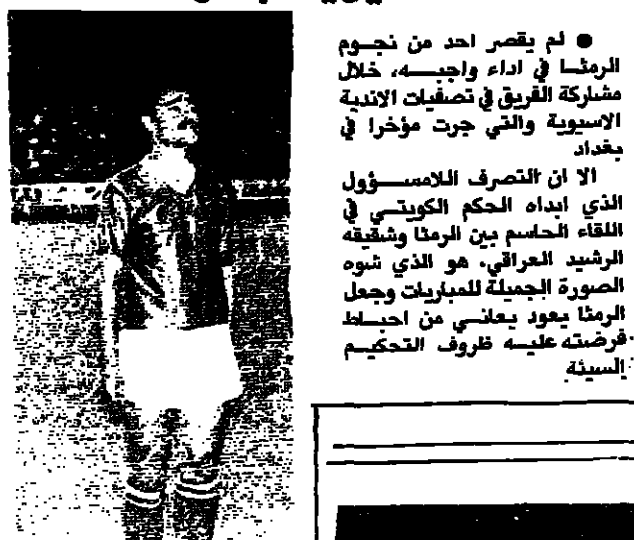 ● لم يقصر احد من نجوم
الرمثا في اداء واجبه، خلال
مشاركة الفريق في تصفيات الاندية
الاسيوية والتي جرت مؤخرا في
بغداد
الا ان التصرف اللامسؤول
الذي ابداه الحكم الكويتي في
اللقاء الحاسم بين الرمثا وشقيقه
الرشيد العراقي، هو الذي شوه
الصورة الجميلة للمباريات وجعل
الرمثا يعود يعاني من احباط
فرضته عليه ظروف التحكيم
السيئة